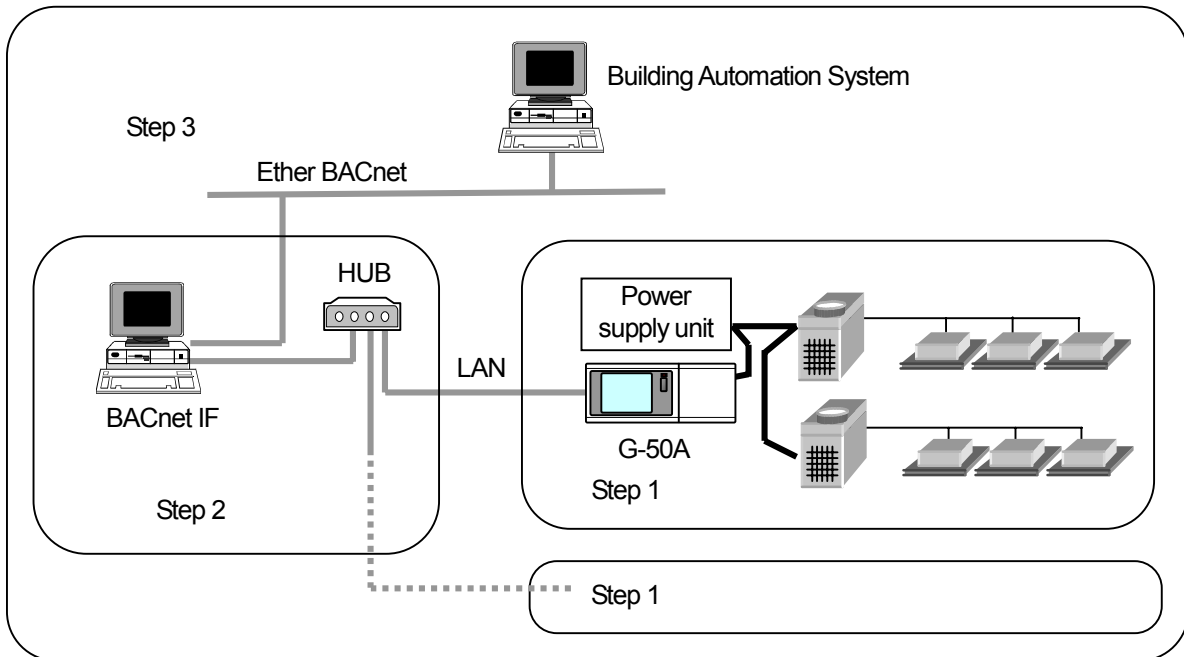 Building Automation System
Step 3
Ether BACnet
HUB
Power
supply unit
LAN
BACnet IF
G-50A
Step 1
Step 2
Step 1